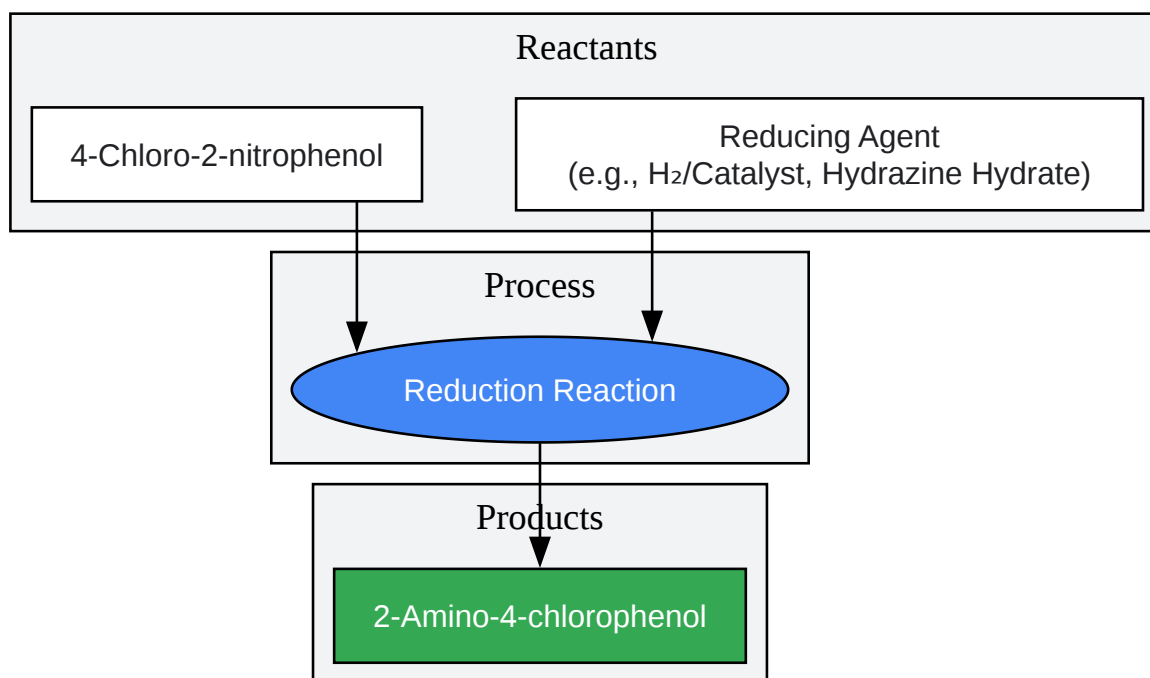 Reactants
4-Chloro-2-nitrophenol
Reducing Agent
(e.g., H₂/Catalyst, Hydrazine Hydrate)
Process
Reduction Reaction
Products
2-Amino-4-chlorophenol